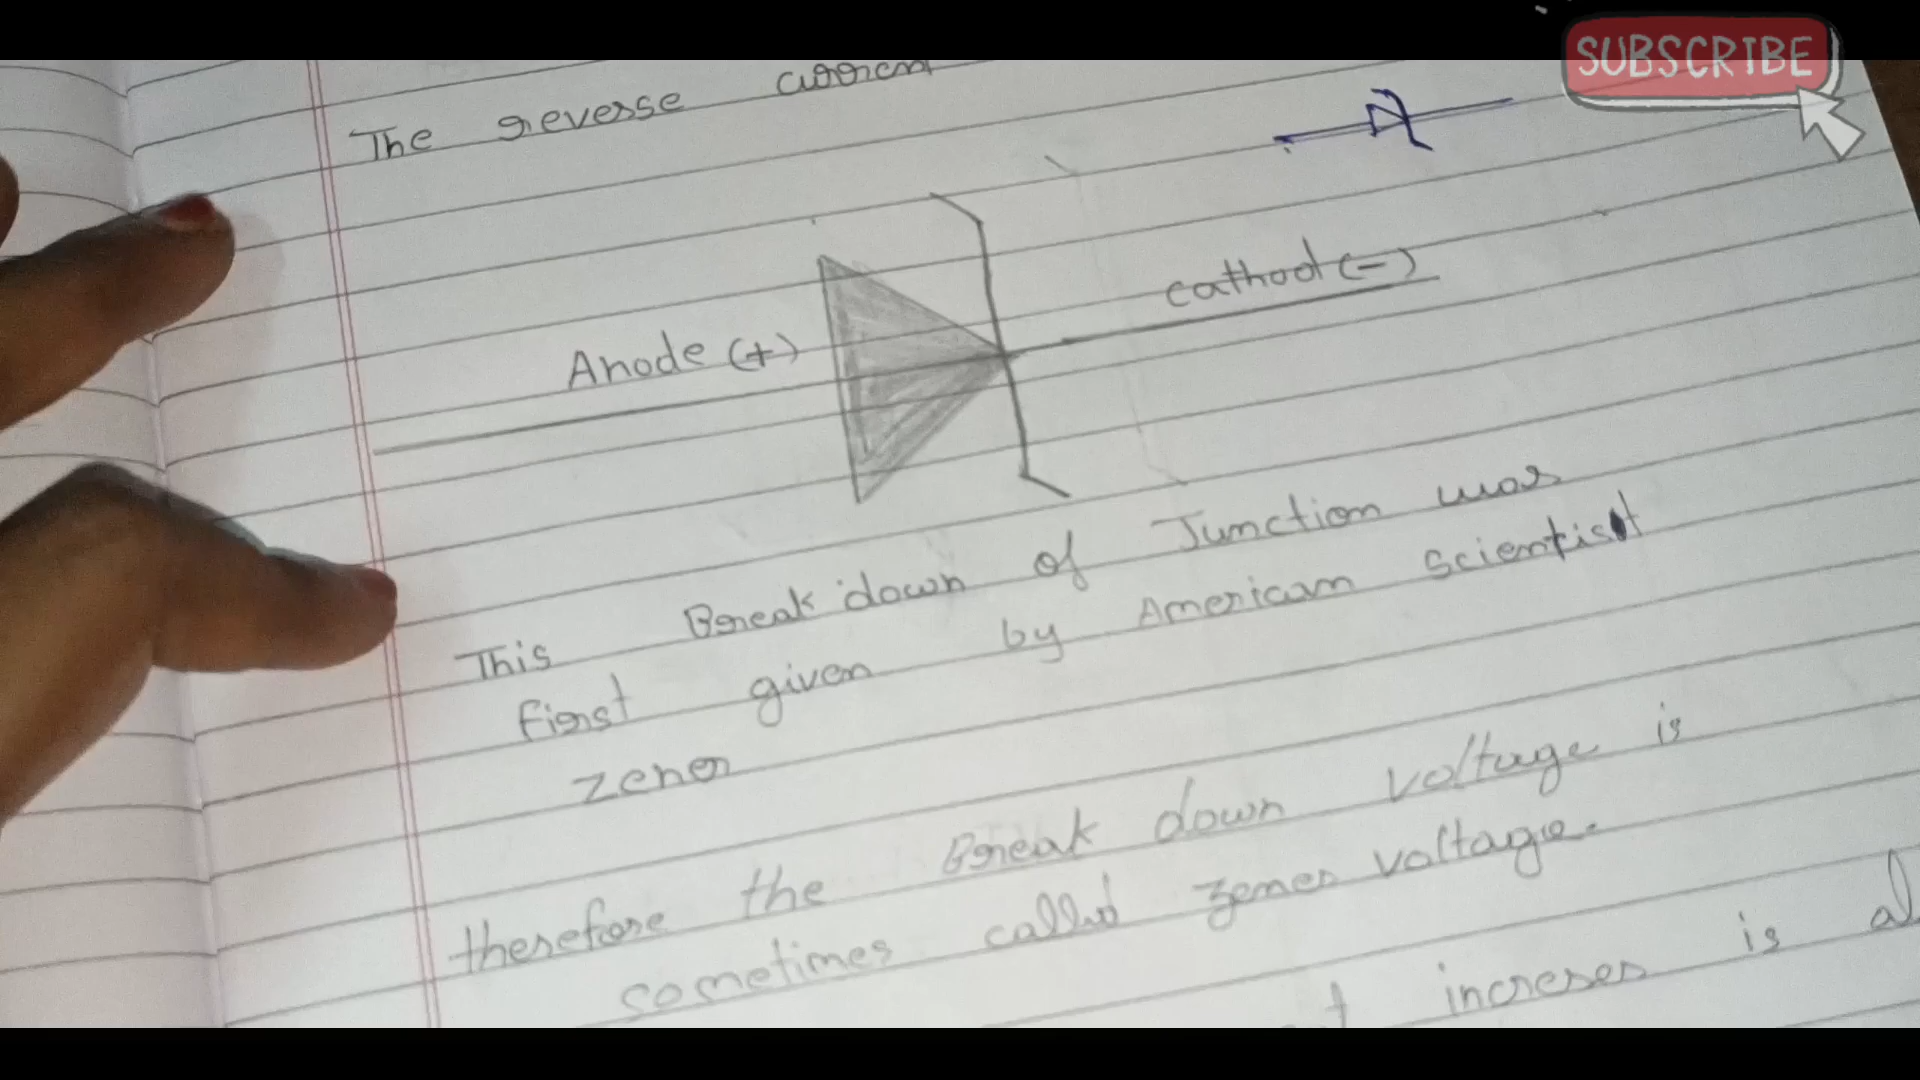 SUBSCRIBE
The reverse current
Anode (+)
cathod (-)
This Break down of Junction was
first given by American scientist
zener
therefore the Break down voltage is
sometimes called zener voltage.
increses is al